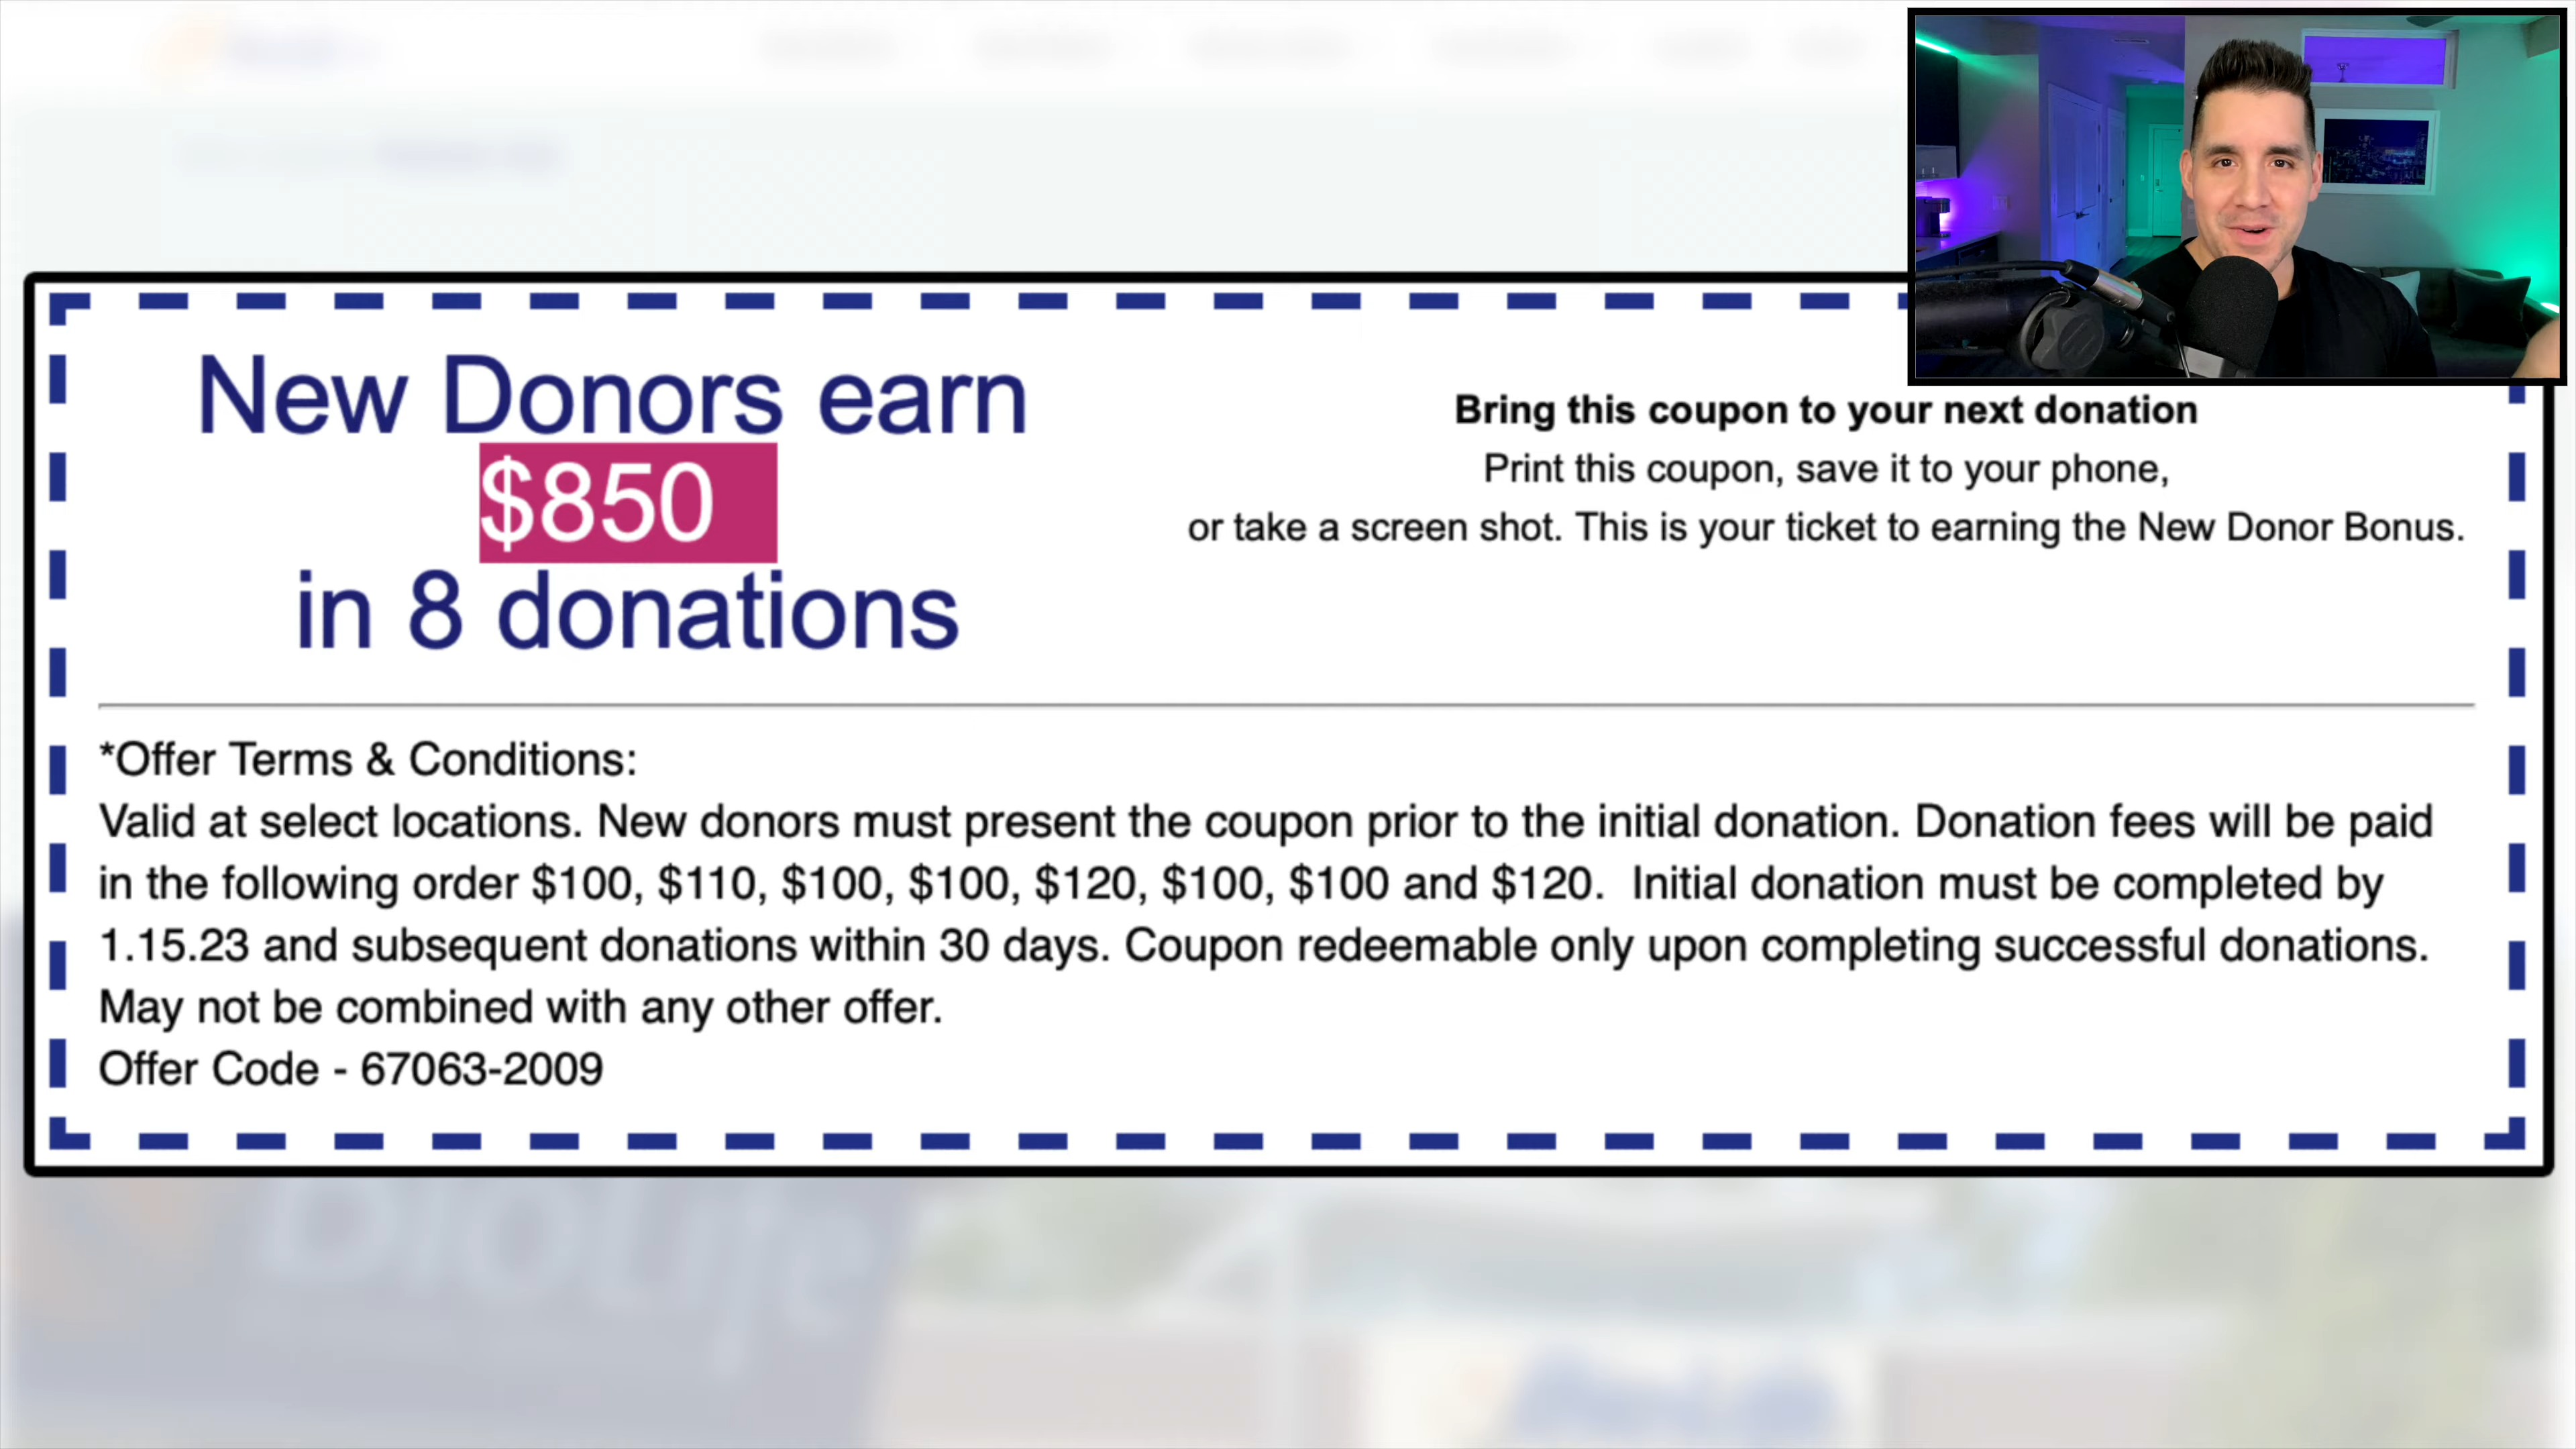 New Donors earn
$850
in 8 donations
Bring this coupon to your next donation
Print this coupon, save it to your phone,
or take a screen shot. This is your ticket to earning the New Donor Bonus.
*Offer Terms & Conditions:
Valid at select locations. New donors must present the coupon prior to the initial donation. Donation fees will be paid
in the following order $100, $110, $100, $100, $120, $100, $100 and $120. Initial donation must be completed by
1.15.23 and subsequent donations within 30 days. Coupon redeemable only upon completing successful donations.
May not be combined with any other offer.
Offer Code - 67063-2009
BioLife